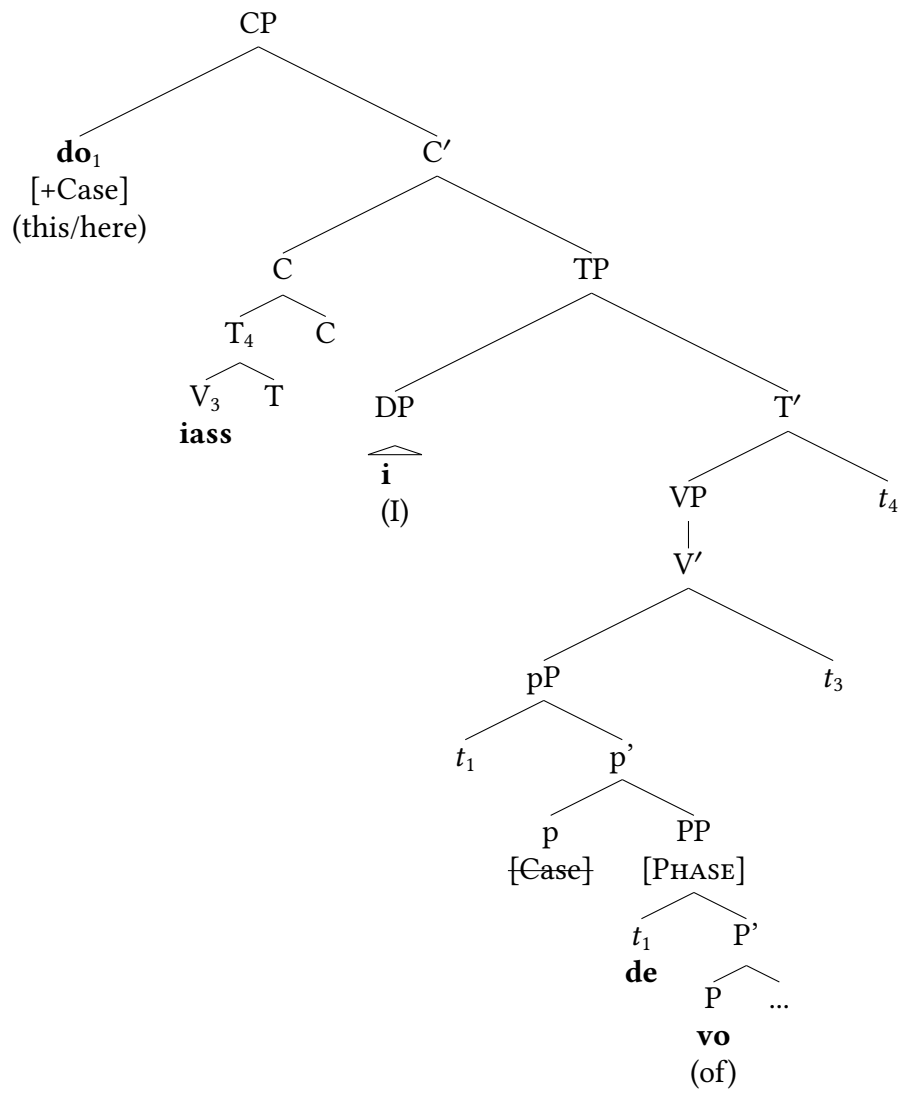 CP
do₁
[+Case]
(this/here)
C′
C
TP
T₄
C
V₃
T
iass
DP
i
(I)
T′
VP
t₄
V′
pP
t₃
t₁
p’
p
[Case]
PP
[PHASE]
t₁
de
P’
P
...
vo
(of)